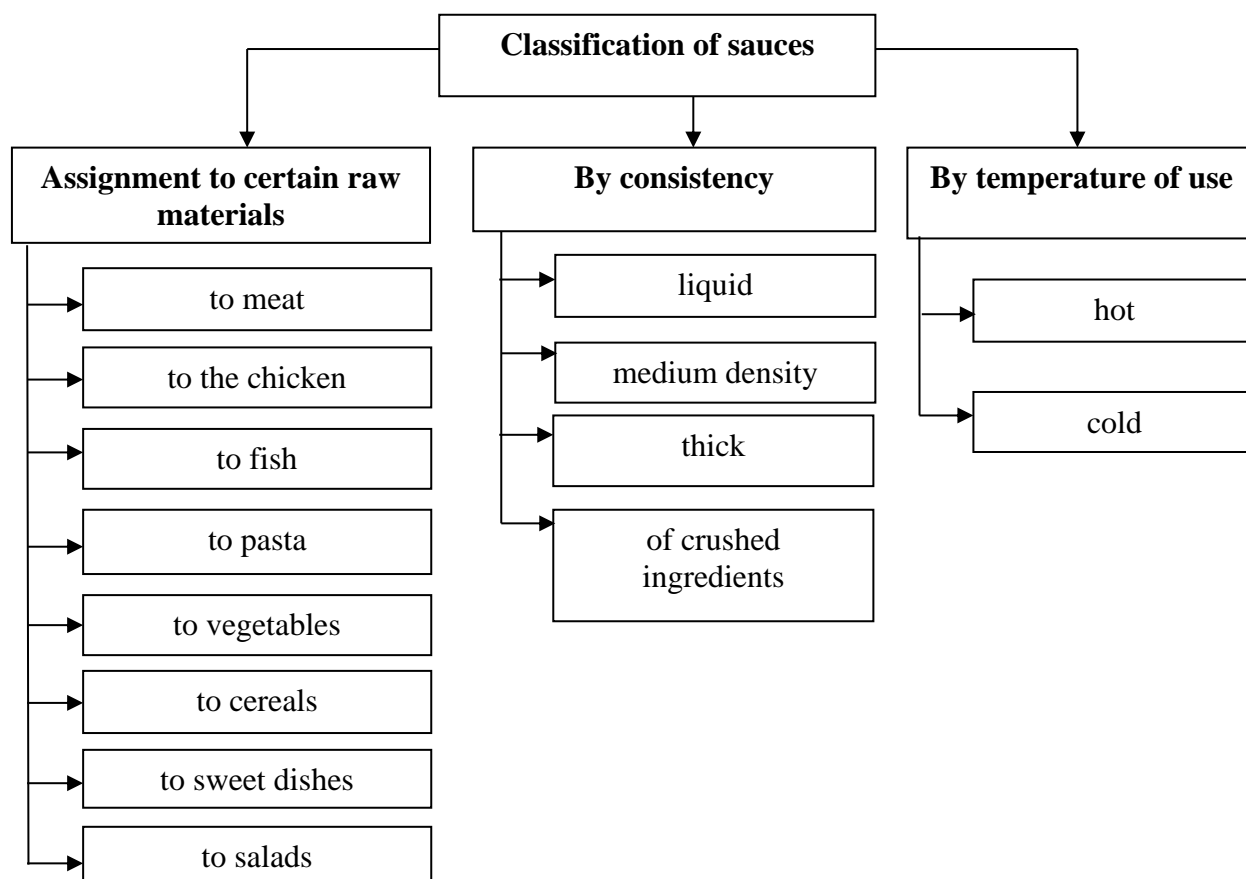 Classification of sauces
Assignment to certain raw
materials
to meat
to the chicken
to fish
to pasta
to vegetables
to cereals
to sweet dishes
to salads
By consistency
liquid
medium density
thick
of crushed
ingredients
By temperature of use
hot
cold